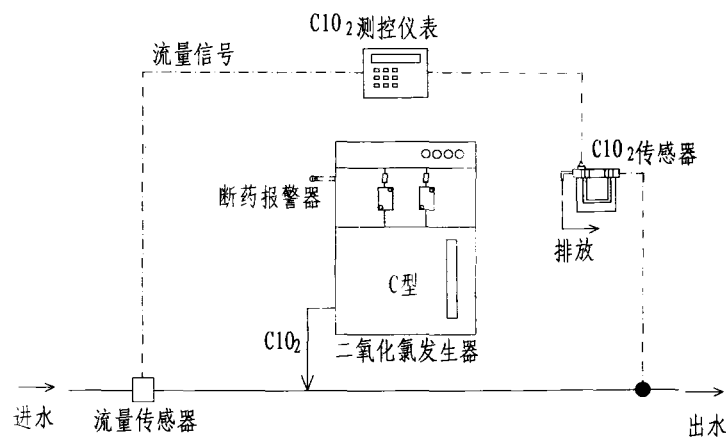 ClO₂测控仪表
流量信号
ClO₂传感器
断药报警器
排放
C型
ClO₂
二氧化氯发生器
进水
流量传感器
出水